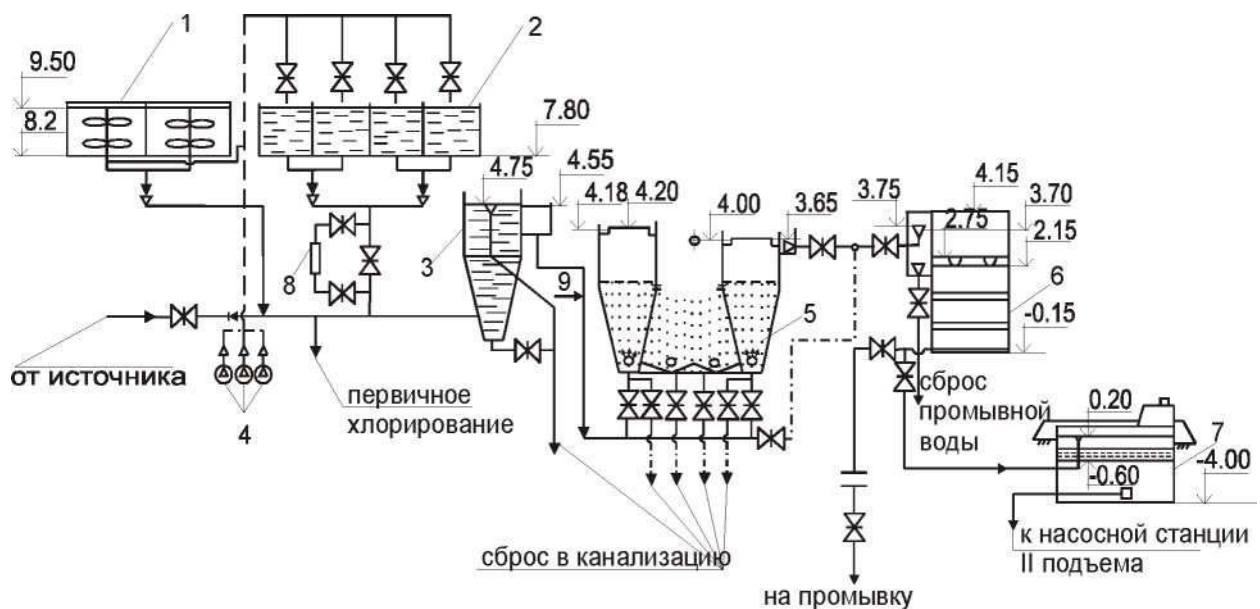 1
2
9.50
8.2
7.80
4.75
4.55
4.18
4.20
4.00
3.65
3.75
4.15
3.70
2.75
2.15
3
8
9
5
6
-0.15
от источника
4
первичное
хлорирование
сброс
промывной
воды
0.20
7
-0.60
-4.00
сброс в канализацию
на промывку
к насосной станции
II подъема